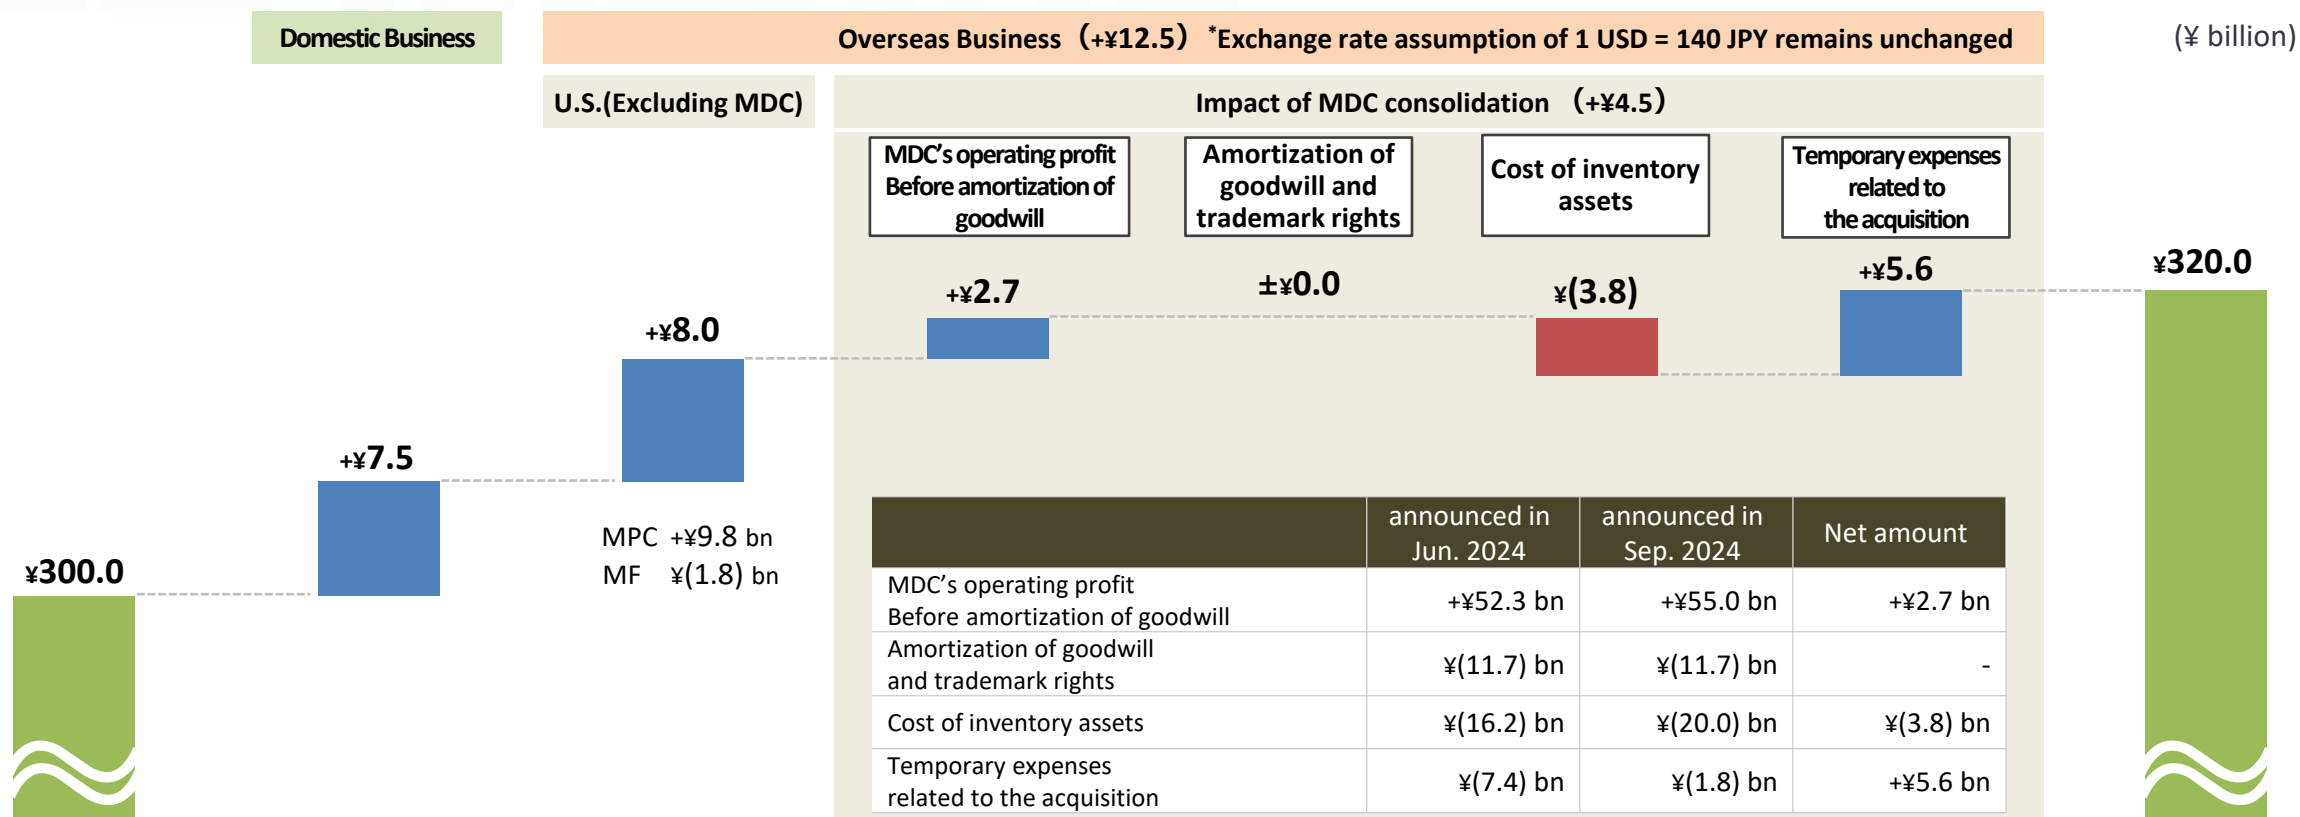 Domestic Business
Overseas Business（+¥12.5）*Exchange rate assumption of 1 USD = 140 JPY remains unchanged
(¥ billion)
U.S.(Excluding MDC)
Impact of MDC consolidation （+¥4.5）
MDC’s operating profit
Before amortization of
goodwill
Amortization of
goodwill and
trademark rights
Cost of inventory
assets
Temporary expenses
related to
the acquisition
¥300.0
+¥7.5
+¥8.0
MPC +¥9.8 bn
MF ¥(1.8) bn
+¥2.7
±¥0.0
¥(3.8)
+¥5.6
¥320.0
announced in
Jun. 2024
announced in
Sep. 2024
Net amount
MDC’s operating profit
Before amortization of goodwill
+¥52.3 bn
+¥55.0 bn
+¥2.7 bn
Amortization of goodwill
and trademark rights
¥(11.7) bn
¥(11.7) bn
-
Cost of inventory assets
¥(16.2) bn
¥(20.0) bn
¥(3.8) bn
Temporary expenses
related to the acquisition
¥(7.4) bn
¥(1.8) bn
+¥5.6 bn